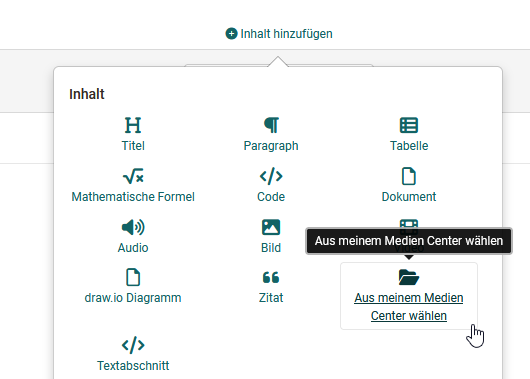 Inhalt hinzufügen
Inhalt
Titel
Paragraph
Tabelle
Mathematische Formel
Code
Dokument
Audio
Bild
Aus meinem Medien Center wählen
draw.io Diagramm
Zitat
Aus meinem Medien
Center wählen
Textabschnitt